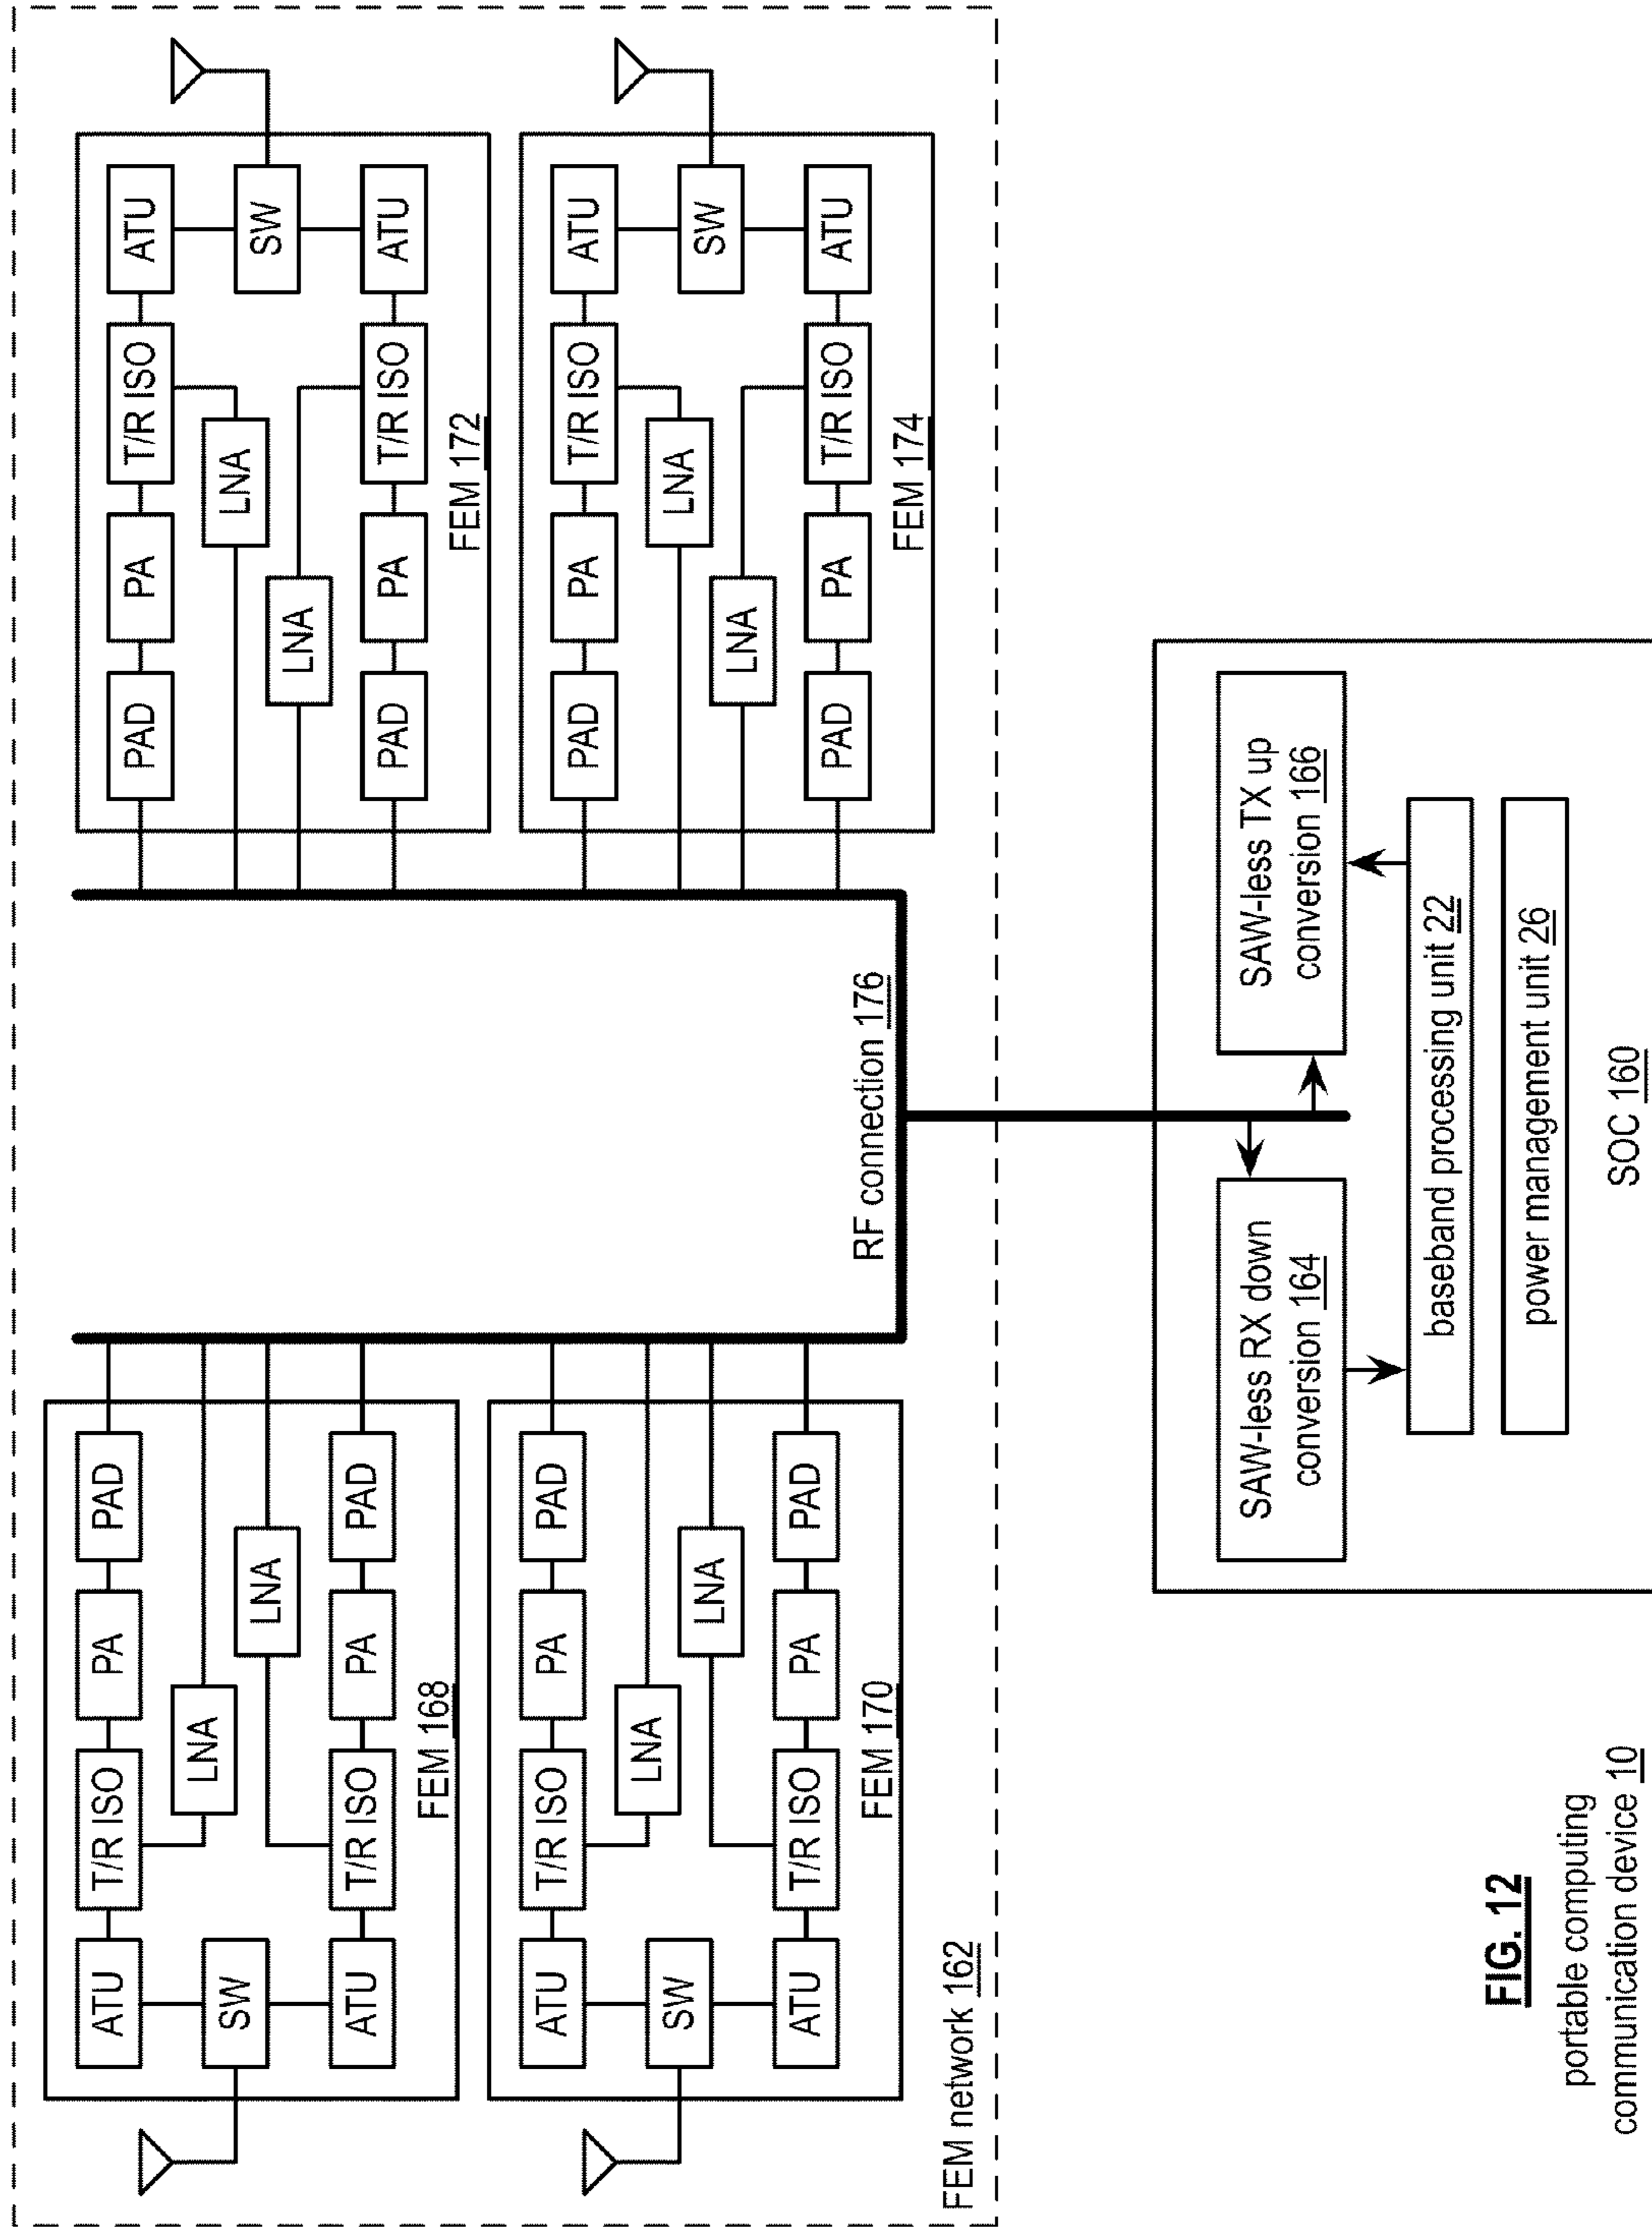 ATU
T/R ISO
PA
PAD
LNA
SW
LNA
ATU
T/R ISO
PA
PAD
FEM 168
ATU
T/R ISO
PA
PAD
LNA
SW
LNA
ATU
T/R ISO
PA
PAD
FEM 170
PAD
PA
T/R ISO
ATU
LNA
SW
LNA
PAD
PA
T/R ISO
ATU
FEM 172
PAD
PA
T/R ISO
ATU
LNA
SW
LNA
PAD
PA
T/R ISO
ATU
FEM 174
RF connection 176
FEM network 162
SAW-less RX down
conversion 164
SAW-less TX up
conversion 166
baseband processing unit 22
power management unit 26
SOC 160
FIG. 12
portable computing
communication device 10